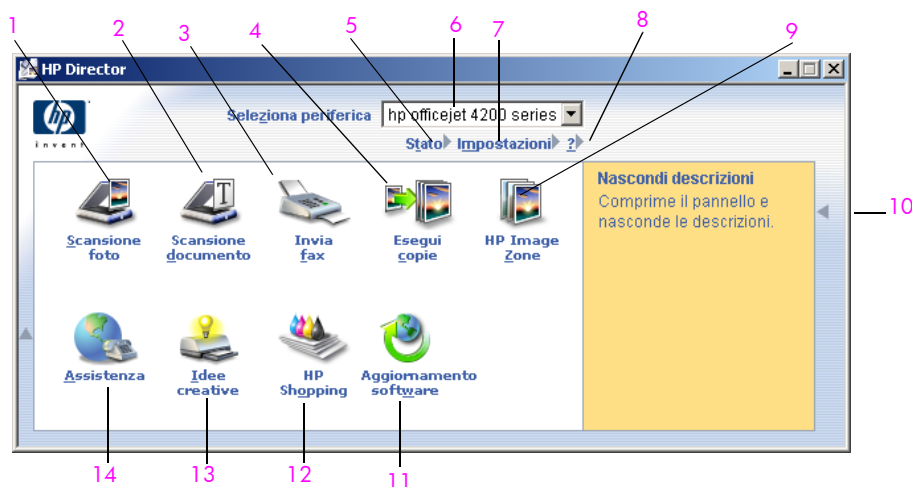 1 2 3 4 5 6 7 8 9
HP Director
hp
invent
Seleziona periferica hp officejet 4200 series
Stato Impostazioni ?
Nascondi descrizioni
Comprime il pannello e
nasconde le descrizioni.
10
Scansione
foto
Scansione
documento
T
Invia
fax
Esegui
copie
HP Image
Zone
Assistenza
Idee
creative
HP
Shopping
Aggiornamento
software
14 13 12 11